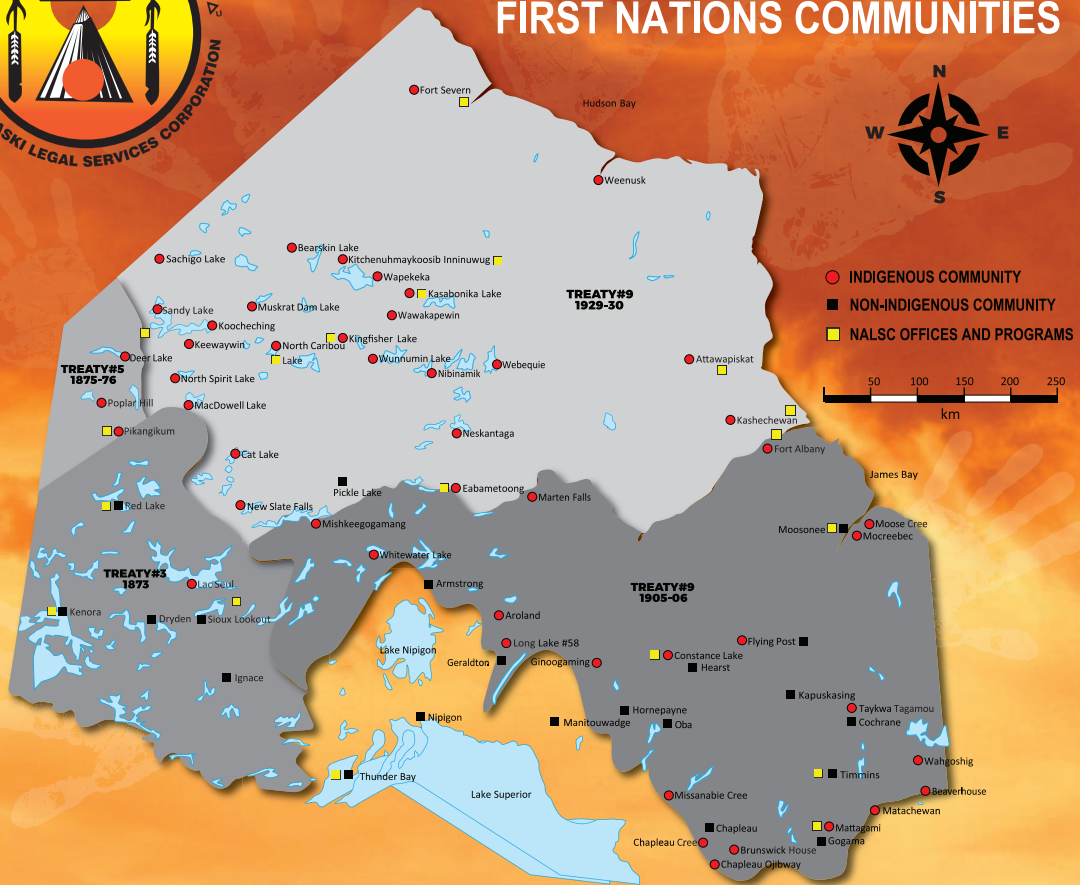 FIRST NATIONS COMMUNITIES
ASKI LEGAL SERVICES CORPORATION
N
W
E
S
Hudson Bay
INDIGENOUS COMMUNITY
NON-INDIGENOUS COMMUNITY
NALSC OFFICES AND PROGRAMS
50 100 150 200 250
km
Fort Severn
Weenusk
Bearskin Lake
Sachigo Lake
Kitchenuhmaykoosib Inninuwug
Wapekeka
Kasabonika Lake
TREATY#9
1929-30
Sandy Lake
Muskrat Dam Lake
Wawakapewin
Koocheching
Keewaywin
North Caribou
Lake
Kingfisher Lake
Deer Lake
Wunnumin Lake
Webequie
Attawapiskat
TREATY#5
1875-76
Nibinamik
North Spirit Lake
Poplar Hill
MacDowell Lake
Kashechewan
Pikangikum
Neskantaga
Fort Albany
Cat Lake
James Bay
Pickle Lake
Eabametoong
Marten Falls
Red Lake
New Slate Falls
Mishkeegogamang
Moosonee
Moose Cree
Mocreebec
Whitewater Lake
TREATY#3
1873
Lac Seul
Armstrong
TREATY#9
1905-06
Kenora
Dryden
Sioux Lookout
Aroland
Long Lake #58
Flying Post
Lake Nipigon
Geraldton
Ginoogaming
Constance Lake
Hearst
Ignace
Kapuskasing
Taykwa Tagamou
Cochrane
Nipigon
Manitouwadge
Hornepayne
Oba
Wahgoshig
Thunder Bay
Timmins
Lake Superior
Missanabie Cree
Beaverhouse
Matachewan
Chapleau
Mattagami
Gogama
Chapleau Cree
Brunswick House
Chapleau Ojibway